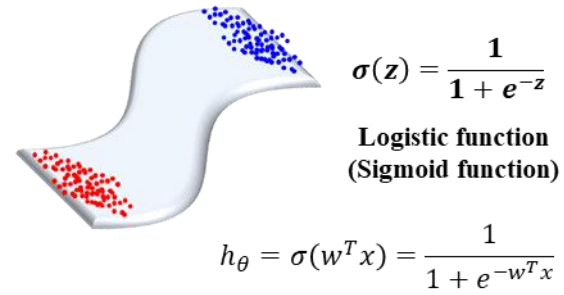 σ(z) = 1 / (1 + e^{-z})
Logistic function
(Sigmoid function)
h_θ = σ(w^T x) = 1 / (1 + e^{-w^T x})